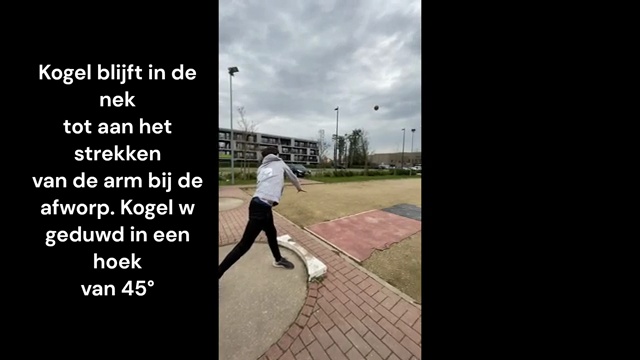 Kogel blijft in de
nek
tot aan het
strekken
van de arm bij de
afworp. Kogel w
geduwd in een
hoek
van 45°